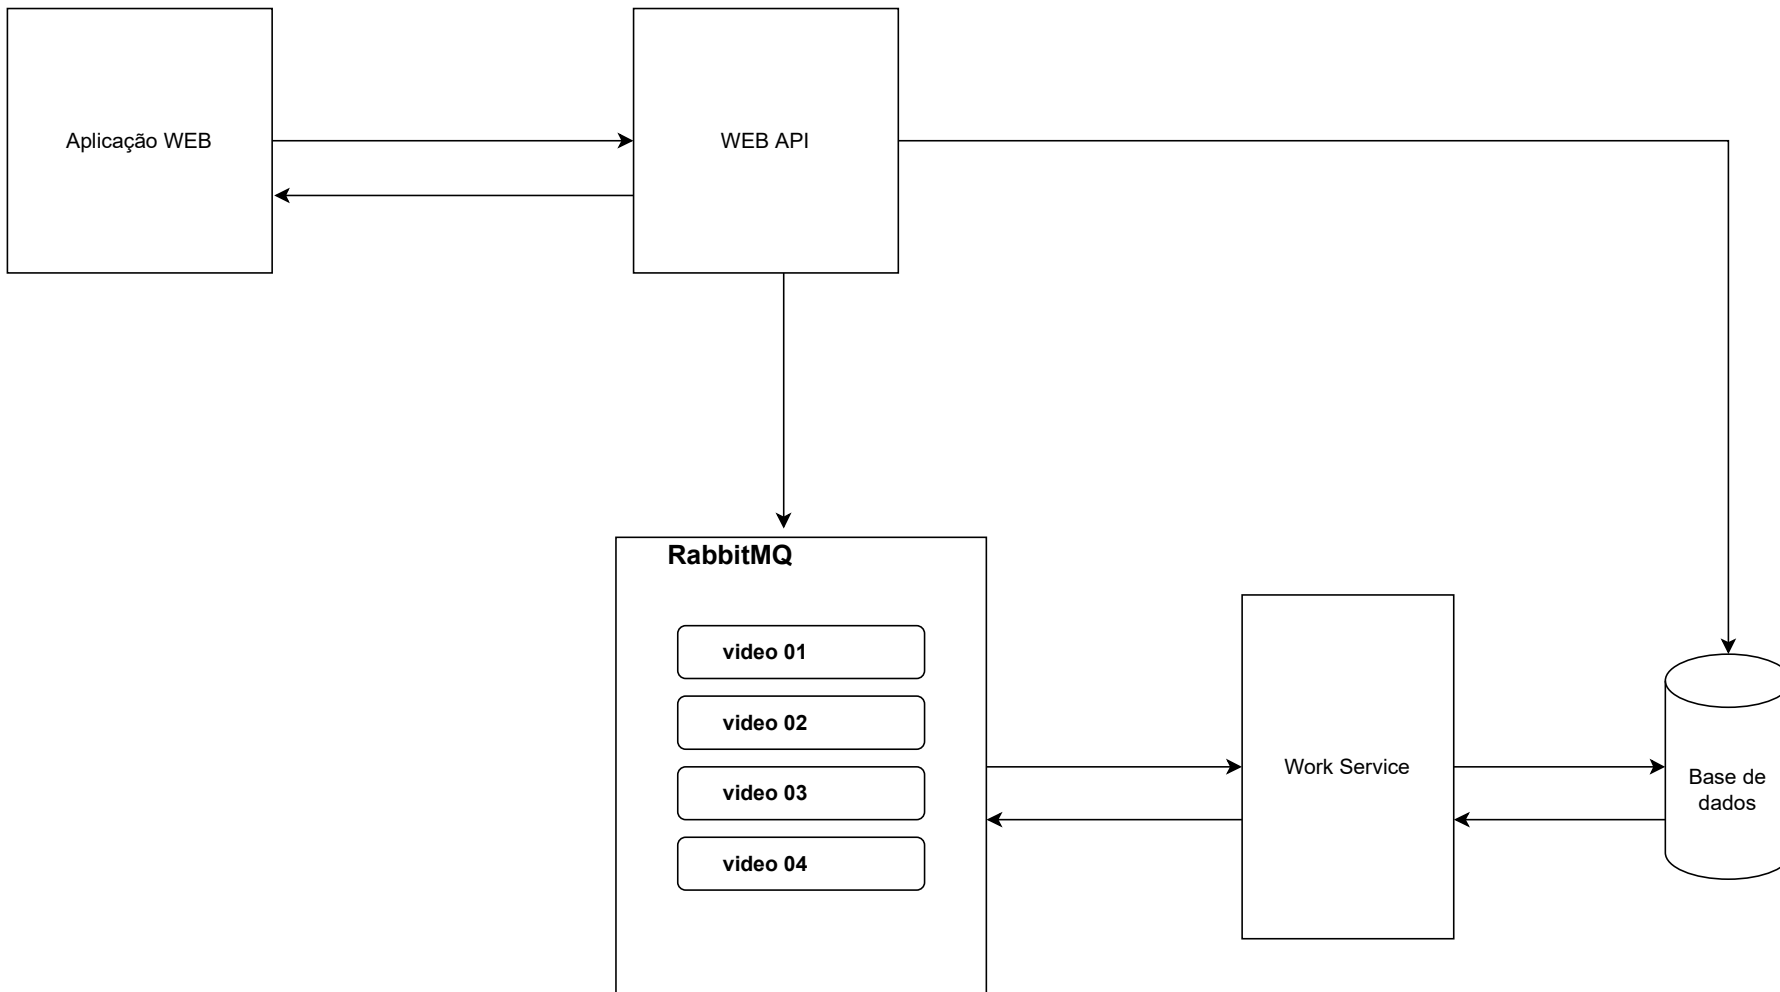 Aplicação WEB
WEB API
RabbitMQ
video 01
video 02
video 03
video 04
Work Service
Base de
dados